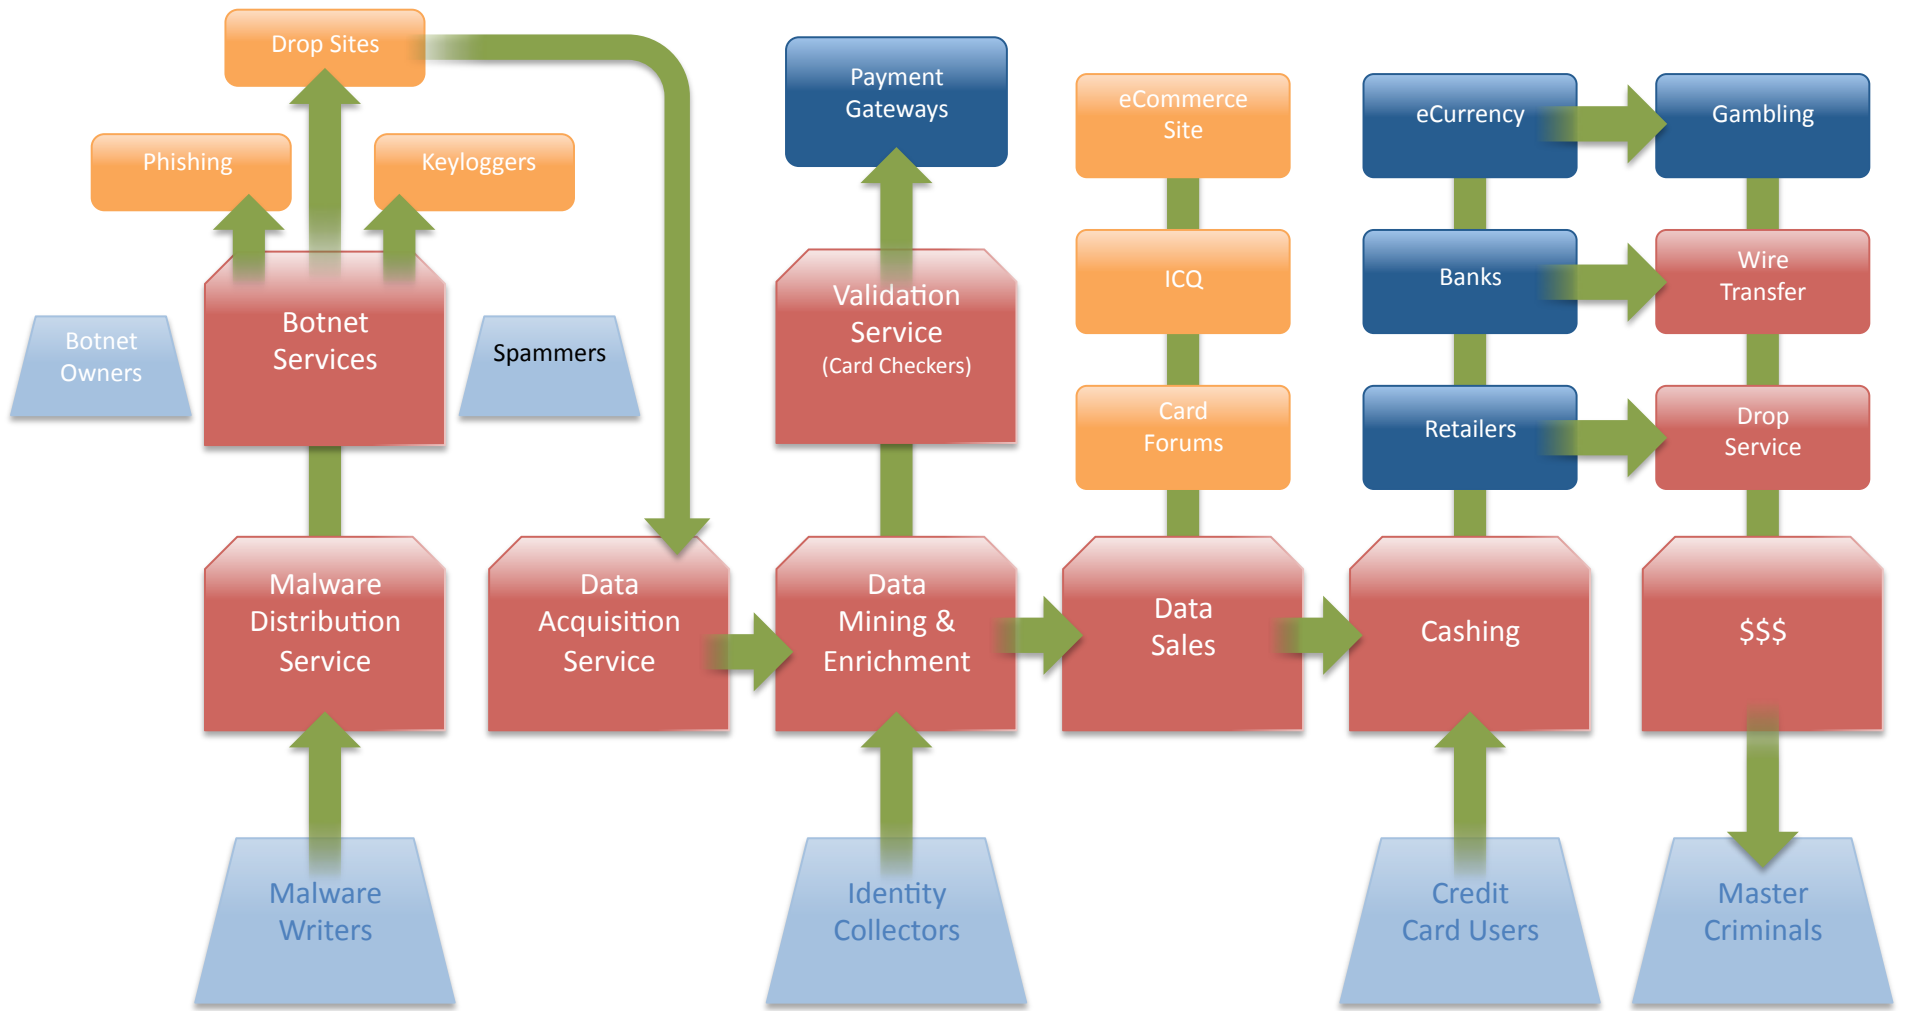 Drop Sites
Phishing
Keyloggers
Botnet
Owners
Botnet
Services
Spammers
Malware
Distribution
Service
Malware
Writers
Data
Acquisition
Service
Payment
Gateways
Validation
Service
(Card Checkers)
Data
Mining &
Enrichment
Identity
Collectors
eCommerce
Site
ICQ
Card
Forums
Data
Sales
eCurrency
Banks
Retailers
Cashing
Credit
Card Users
Gambling
Wire
Transfer
Drop
Service
$$$
Master
Criminals